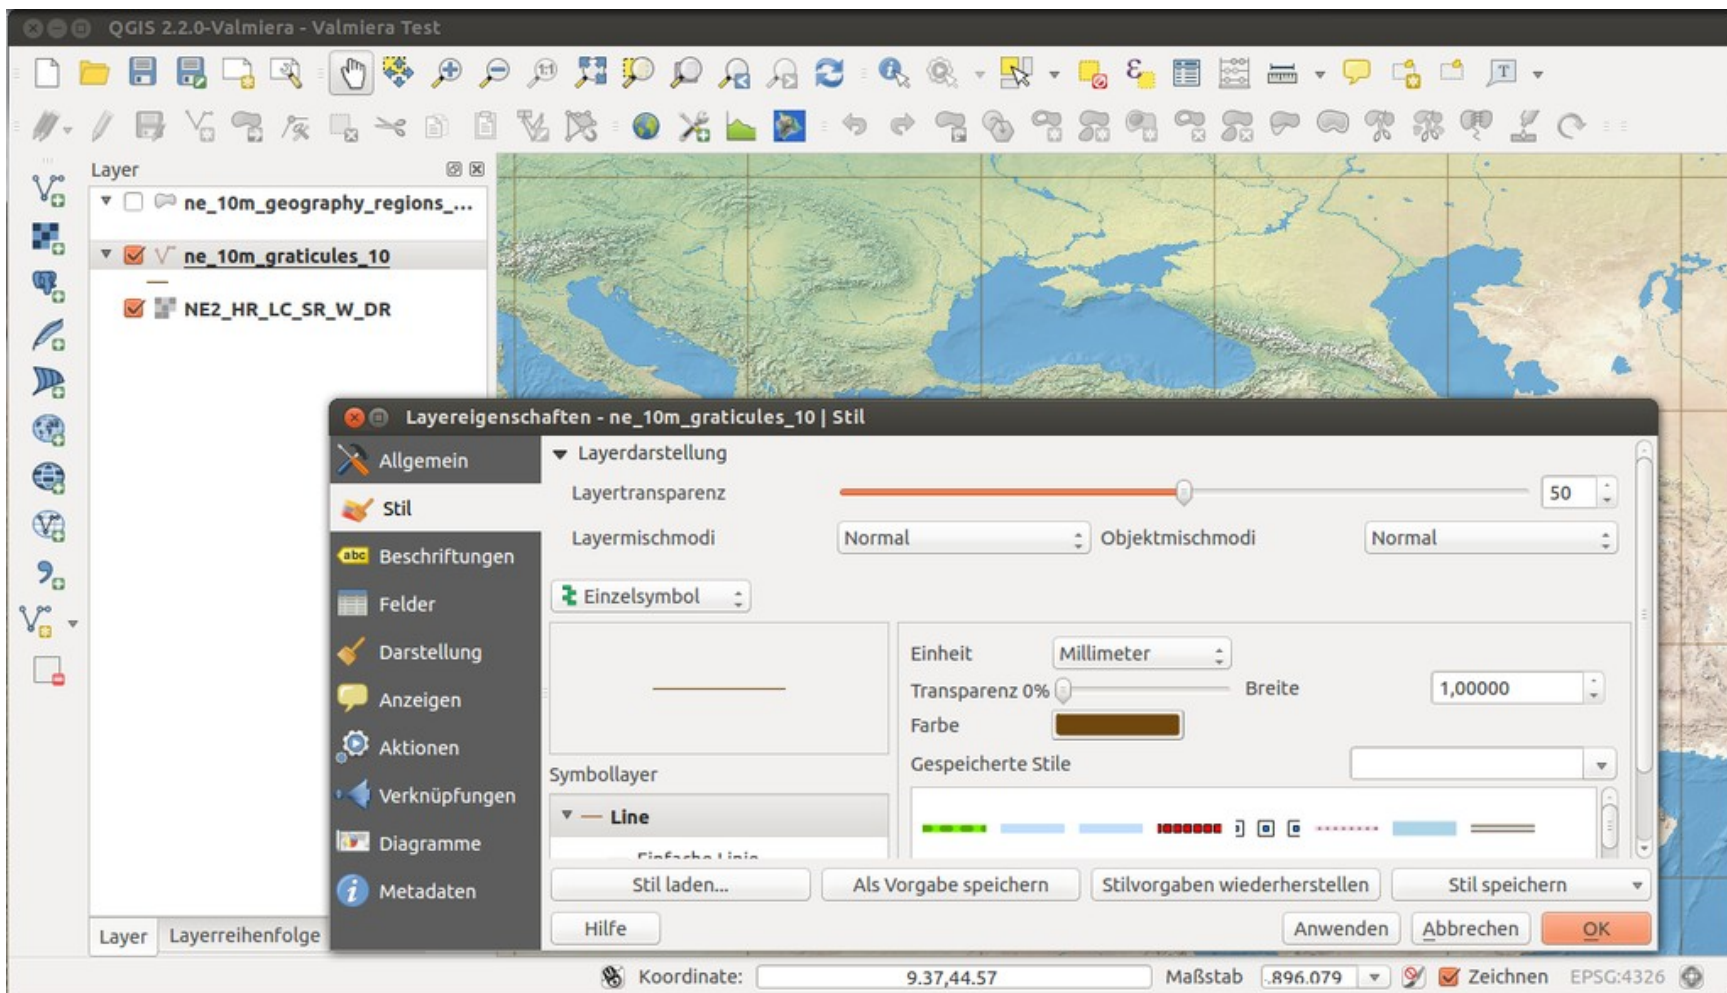 QGIS 2.2.0-Valmiera - Valmiera Test
Layer
ne_10m_geography_regions_...
ne_10m_graticules_10
NE2_HR_LC_SR_W_DR
Layereigenschaften - ne_10m_graticules_10 | Stil
Allgemein
Stil
Beschriftungen
Felder
Darstellung
Anzeigen
Aktionen
Verknüpfungen
Diagramme
Metadaten
Layerdarstellung
Layertransparenz 50
Layermischmodi Normal Objektmischmodi Normal
Einzelsymbol
Einheit Millimeter
Transparenz 0% Breite 1,00000
Farbe
Gespeicherte Stile
Symbollayer
Line
Einfache Linie
Stil laden... Als Vorgabe speichern Stilvorgaben wiederherstellen Stil speichern
Hilfe Anwenden Abbrechen OK
Layer Layerreihenfolge
Koordinate: 9.37,44.57 Maßstab .896.079 Zeichnen EPSG:4326